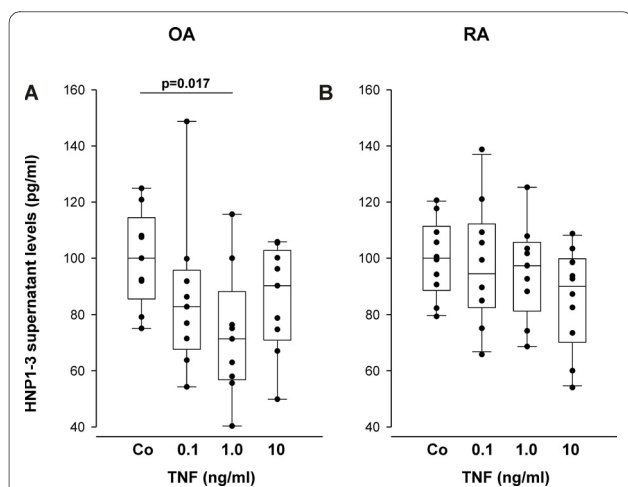 OA
RA
A
p=0.017
B
HNP1-3 supernatant levels (pg/ml)
160
140
120
100
80
60
40
160
140
120
100
80
60
40
Co 0.1 1.0 10
Co 0.1 1.0 10
TNF (ng/ml)
TNF (ng/ml)